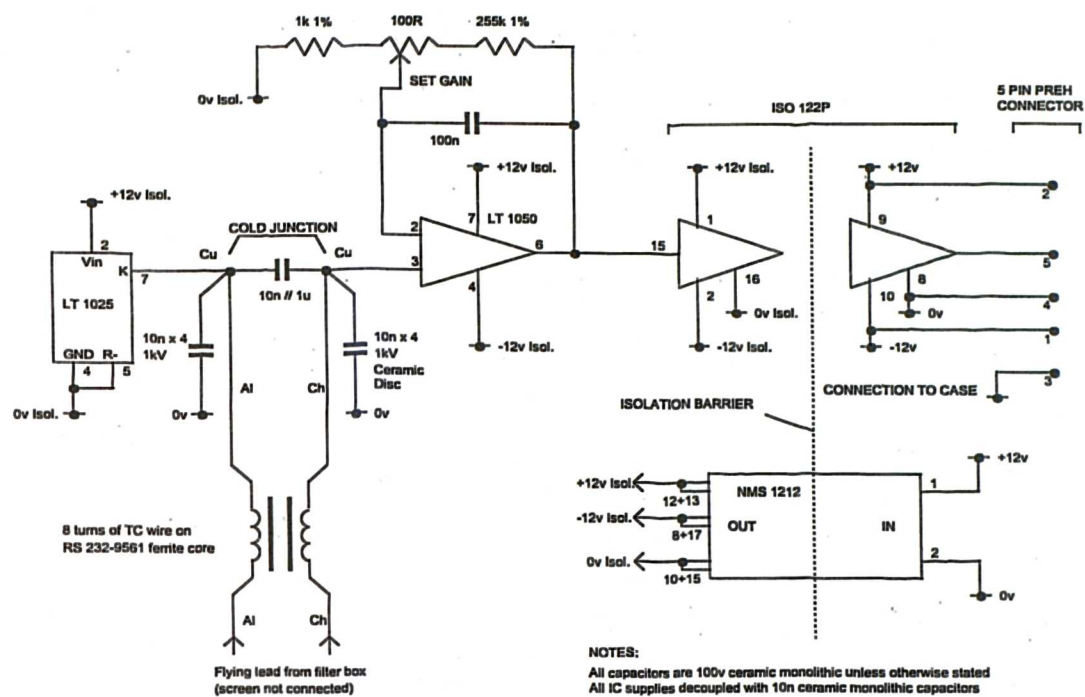 1k 1%
100R
255k 1%
SET GAIN
0v Isol.
100n
ISO 122P
5 PIN PREH
CONNECTOR
+12v Isol.
+12v Isol.
+12v Isol.
+12v
2
Vin
K
7
LT 1025
GND R-
4 5
0v Isol.
COLD JUNCTION
Cu
Cu
10n // 1u
10n x 4
1kV
0v
10n x 4
1kV
Ceramic
Disc
0v
Al
Ch
2
3
7
LT 1050
6
4
-12v Isol.
15
1
2
16
0v Isol.
-12v Isol.
9
8
10
0v
-12v
2
5
4
1
3
CONNECTION TO CASE
ISOLATION BARRIER
8 turns of TC wire on
RS 232-9561 ferrite core
Al
Ch
Flying lead from filter box
(screen not connected)
+12v Isol.
12+13
-12v Isol.
8+17
0v Isol.
10+15
NMS 1212
OUT
IN
1
+12v
2
0v
NOTES:
All capacitors are 100v ceramic monolithic unless otherwise stated
All IC supplies decoupled with 10n ceramic monolithic capacitors